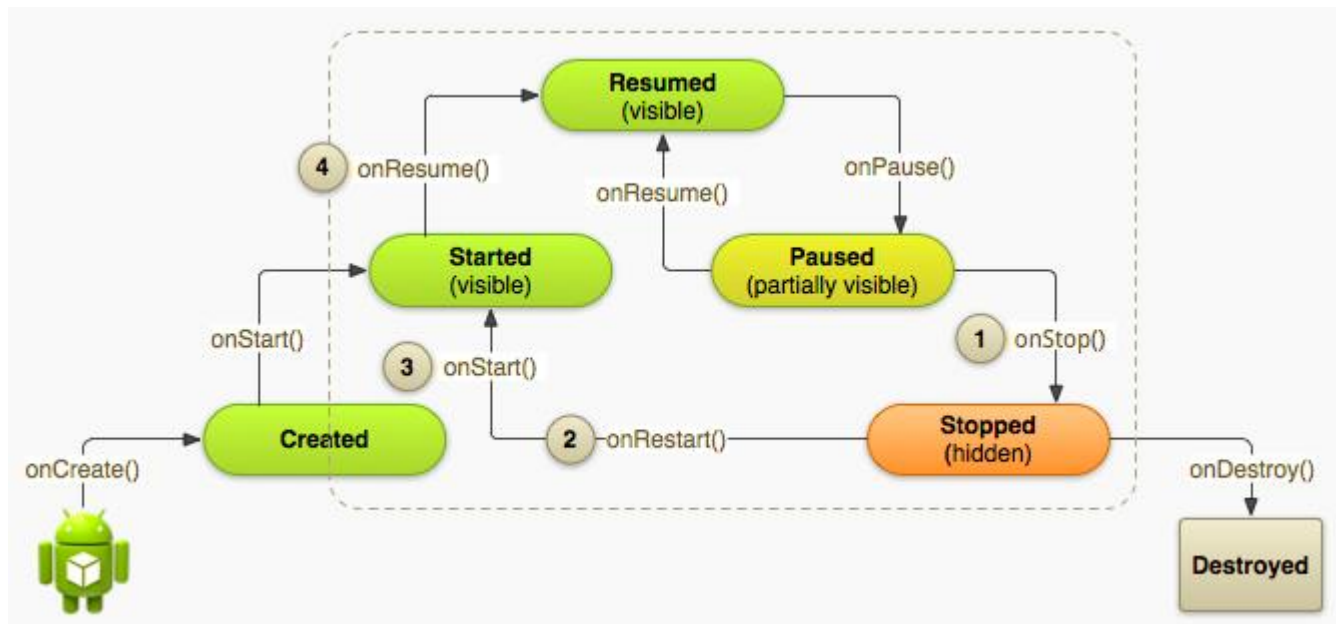 Resumed
(visible)
4
onResume()
onResume()
onPause()
Started
(visible)
Paused
(partially visible)
onStart()
3
onStart()
1
onStop()
Created
2
onRestart()
Stopped
(hidden)
onCreate()
onDestroy()
Destroyed